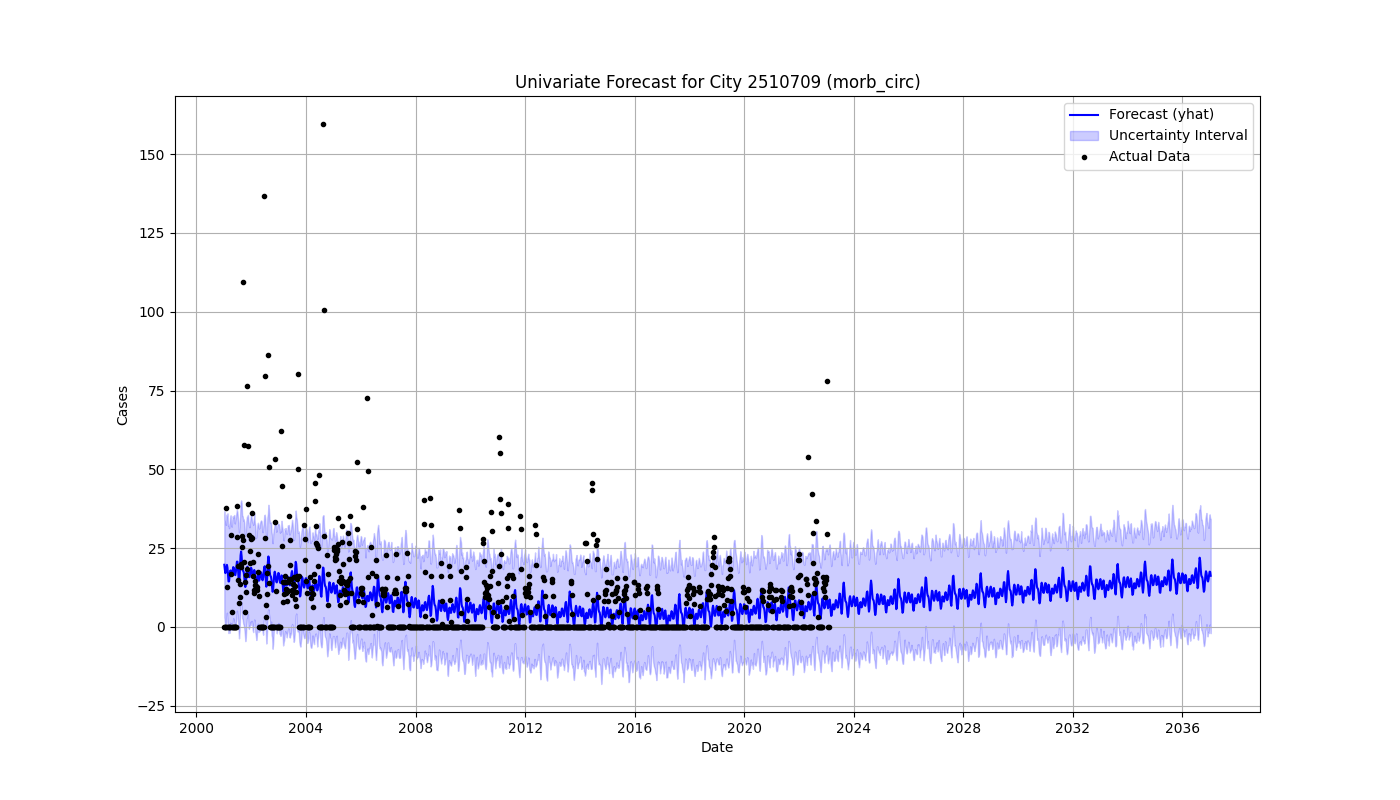 Univariate Forecast for City 2510709 (morb_circ)
Forecast (yhat)
Uncertainty Interval
Actual Data
Cases
150
125
100
75
50
25
0
−25
2000 2004 2008 2012 2016 2020 2024 2028 2032 2036
Date